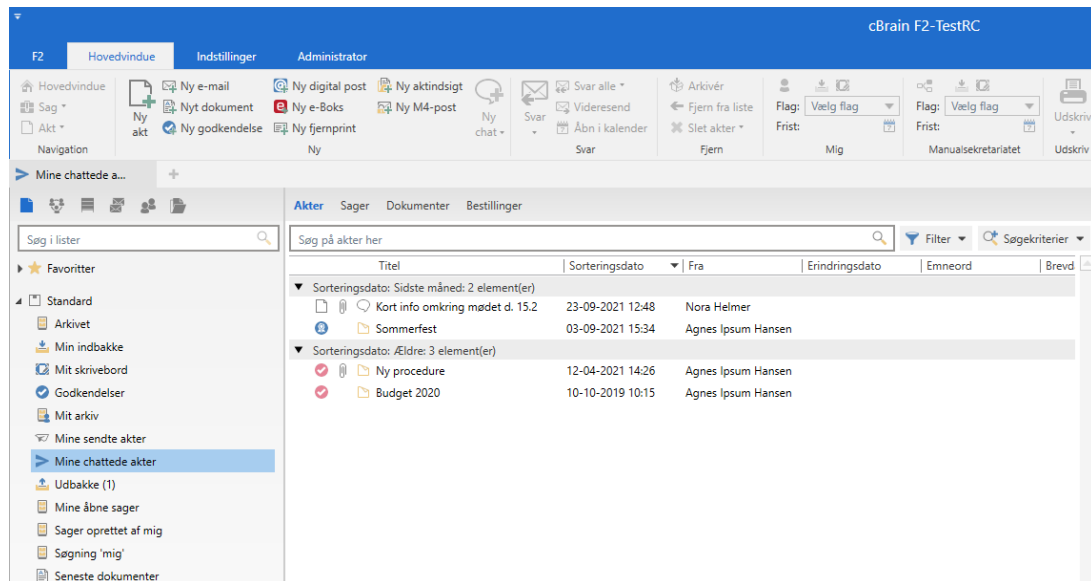 cBrain F2-TestRC
F2 Hovedvindue Indstillinger Administrator
Hovedvindue
Sag
Akt
Navigation
Ny akt
Ny e-mail
Nyt dokument
Ny godkendelse
Ny digital post
Ny e-Boks
Ny fjernprint
Ny aktindsigt
Ny M4-post
Ny chat
Ny
Svar
Svar alle
Videresend
Åbn i kalender
Svar
Arkivér
Fjern fra liste
Slet akter
Fjern
Flag: Vælg flag
Frist:
Mig
Flag: Vælg flag
Frist:
Manualsekretariatet
Udskriv
Udskriv
Mine chattede a... +
Søg i lister
Favoritter
Standard
Arkivet
Min indbakke
Mit skrivebord
Godkendelser
Mit arkiv
Mine sendte akter
Mine chattede akter
Udbakke (1)
Mine åbne sager
Sager oprettet af mig
Søgning 'mig'
Seneste dokumenter
Akter Sager Dokumenter Bestillinger
Søg på akter her Filter Søgekriterier
Titel Sorteringsdato Fra Erindringsdato Emneord Brevd
Sorteringsdato: Sidste måned: 2 element(er)
Kort info omkring mødet d. 15.2 23-09-2021 12:48 Nora Helmer
Sommerfest 03-09-2021 15:34 Agnes Ipsum Hansen
Sorteringsdato: Ældre: 3 element(er)
Ny procedure 12-04-2021 14:26 Agnes Ipsum Hansen
Budget 2020 10-10-2019 10:15 Agnes Ipsum Hansen